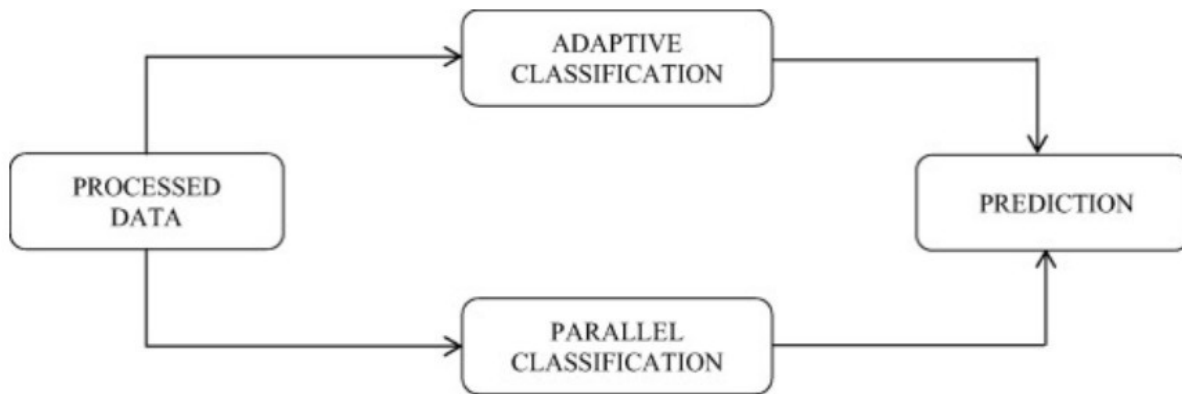 ADAPTIVE
CLASSIFICATION
PROCESSED
DATA
PREDICTION
PARALLEL
CLASSIFICATION